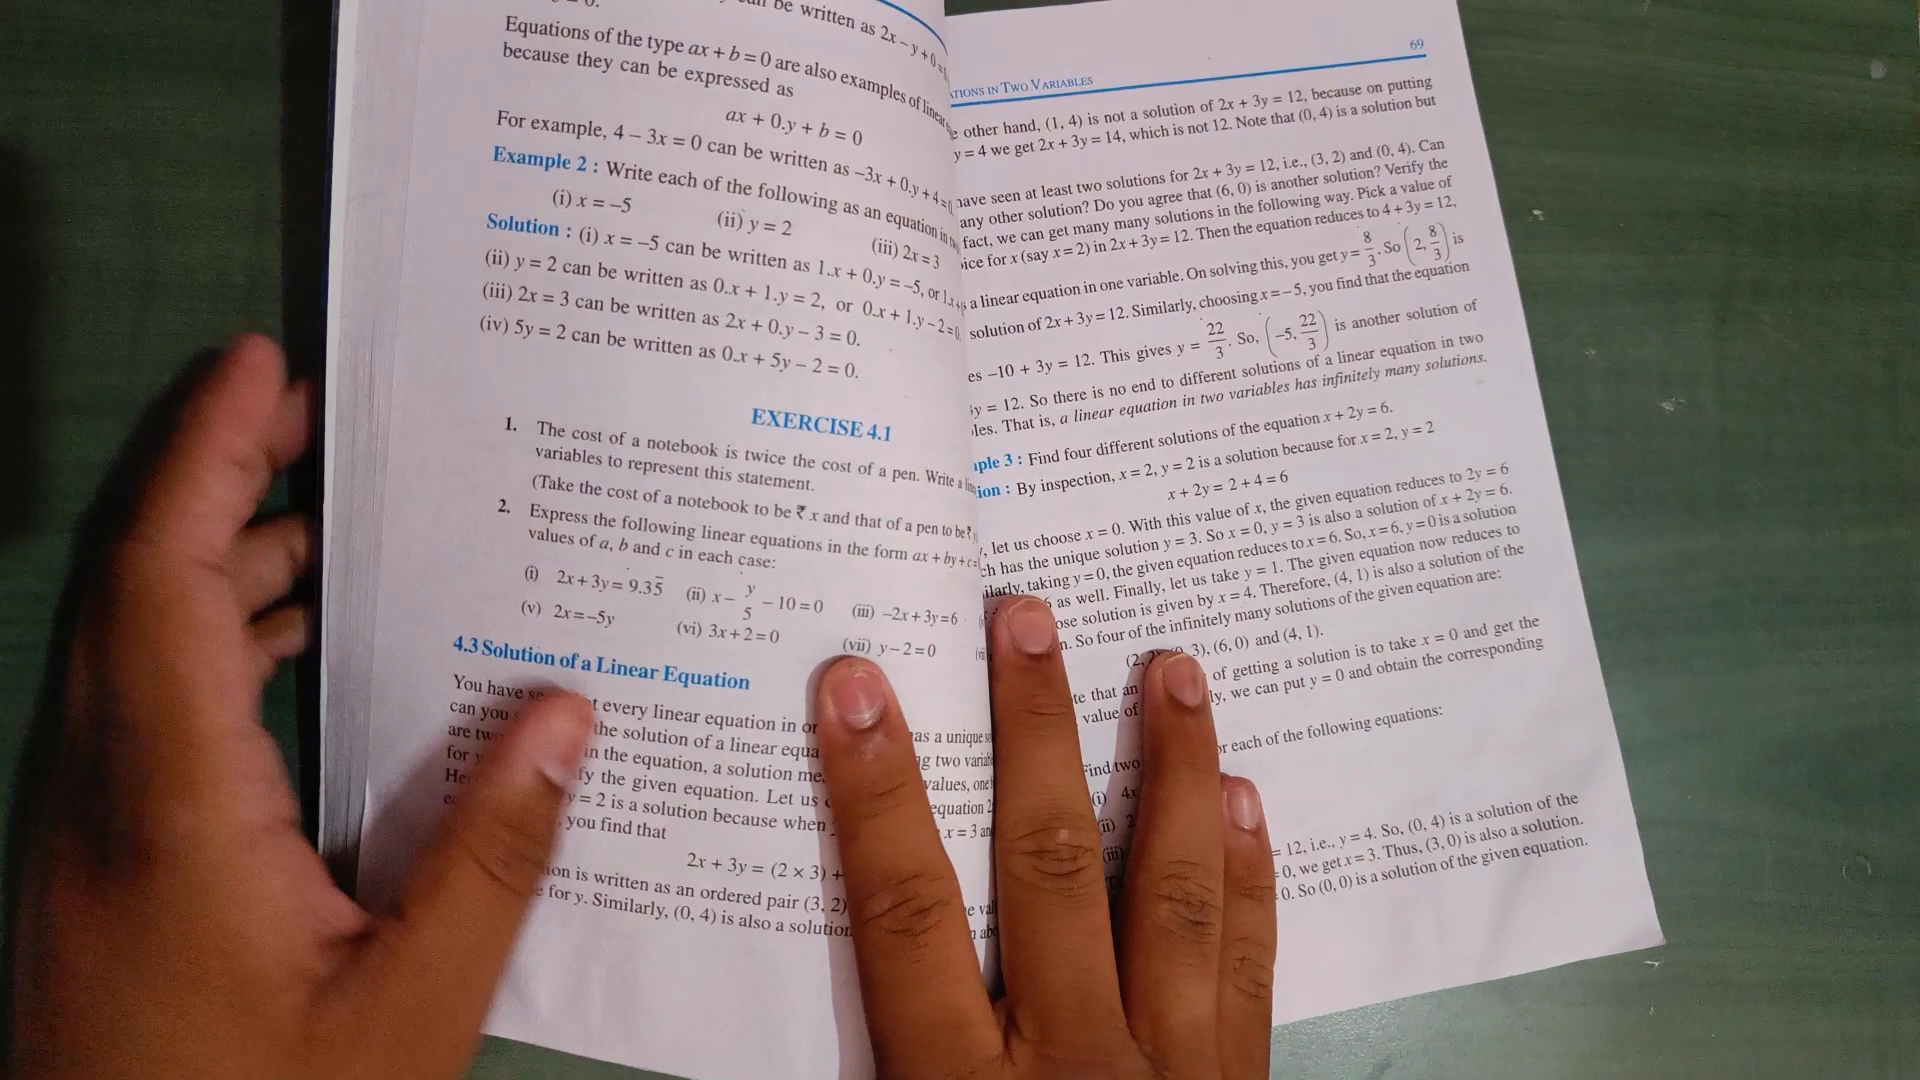 be written as 2x – y + 0 =
Equations of the type ax + b = 0 are also examples of linear
because they can be expressed as
ax + 0.y + b = 0
For example, 4 – 3x = 0 can be written as –3x + 0.y + 4 = 0
Example 2 : Write each of the following as an equation in
(i) x = –5 (ii) y = 2 (iii) 2x = 3
Solution : (i) x = –5 can be written as 1.x + 0.y = –5, or 1.x +
(ii) y = 2 can be written as 0.x + 1.y = 2, or 0.x + 1.y – 2 = 0
(iii) 2x = 3 can be written as 2x + 0.y – 3 = 0.
(iv) 5y = 2 can be written as 0.x + 5y – 2 = 0.
EXERCISE 4.1
1. The cost of a notebook is twice the cost of a pen. Write a
variables to represent this statement.
(Take the cost of a notebook to be ₹ x and that of a pen to be ₹
2. Express the following linear equations in the form ax + by + c =
values of a, b and c in each case:
(i) 2x + 3y = 9.35̅ (ii) x – y/5 – 10 = 0 (iii) –2x + 3y = 6
(v) 2x = –5y (vi) 3x + 2 = 0 (vii) y – 2 = 0
4.3 Solution of a Linear Equation
You have every linear equation in as a unique
can you the solution of a linear two
are in the equation, a solution values, one
for fy the given equation. Let us equation 2
y = 2 is a solution because when x = 3
you find that
2x + 3y = (2 × 3) +
is written as an ordered pair (3, 2)
for y. Similarly, (0, 4) is also a solution
69
IN TWO VARIABLES
other hand, (1, 4) is not a solution of 2x + 3y = 12, because on putting
y = 4 we get 2x + 3y = 14, which is not 12. Note that (0, 4) is a solution but
have seen at least two solutions for 2x + 3y = 12, i.e., (3, 2) and (0, 4). Can
any other solution? Do you agree that (6, 0) is another solution? Verify the
fact, we can get many many solutions in the following way. Pick a value of
ice for x (say x = 2) in 2x + 3y = 12. Then the equation reduces to 4 + 3y = 12,
a linear equation in one variable. On solving this, you get y = 8/3. So (2, 8/3) is
solution of 2x + 3y = 12. Similarly, choosing x = –5, you find that the equation
es –10 + 3y = 12. This gives y = 22/3. So, (–5, 22/3) is another solution of
y = 12. So there is no end to different solutions of a linear equation in two
les. That is, a linear equation in two variables has infinitely many solutions.
ple 3 : Find four different solutions of the equation x + 2y = 6.
ion : By inspection, x = 2, y = 2 is a solution because for x = 2, y = 2
x + 2y = 2 + 4 = 6
, let us choose x = 0. With this value of x, the given equation reduces to 2y = 6
ch has the unique solution y = 3. So x = 0, y = 3 is also a solution of x + 2y = 6.
ilarly, taking y = 0, the given equation reduces to x = 6. So, x = 6, y = 0 is a solution
as well. Finally, let us take y = 1. The given equation now reduces to
ose solution is given by x = 4. Therefore, (4, 1) is also a solution of the
n. So four of the infinitely many solutions of the given equation are:
(2, 3), (6, 0) and (4, 1).
te that an of getting a solution is to take x = 0 and get the
value of ly, we can put y = 0 and obtain the corresponding
Find two or each of the following equations:
(i) 4x
(ii) 2
(iii)
= 12, i.e., y = 4. So, (0, 4) is a solution of the
= 0, we get x = 3. Thus, (3, 0) is also a solution.
= 0. So (0, 0) is a solution of the given equation.